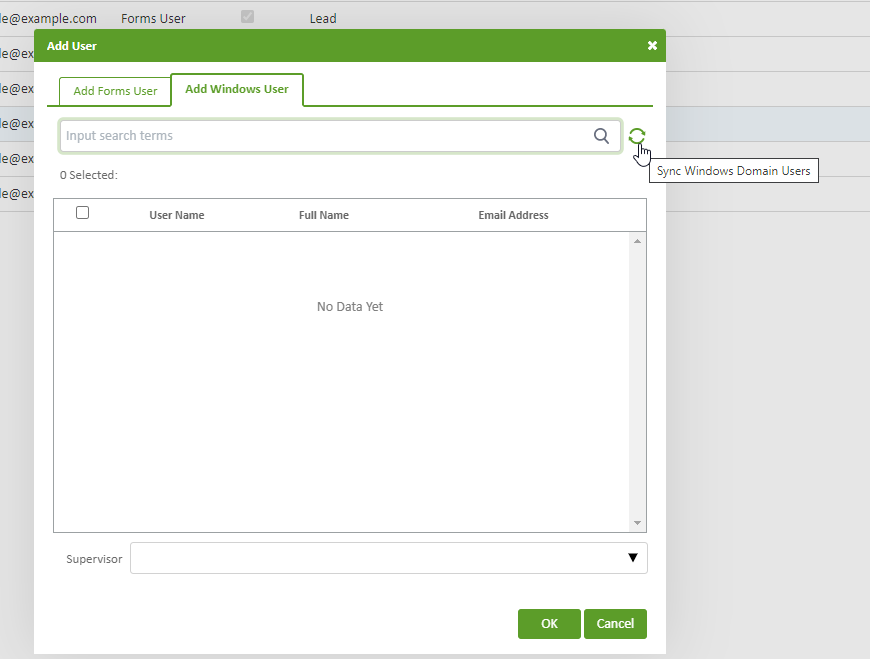 le@example.com Forms User Lead
le@ex
le@ex
le@ex
le@ex
le@ex
Add User
Add Forms User Add Windows User
Input search terms
Sync Windows Domain Users
0 Selected:
User Name Full Name Email Address
No Data Yet
Supervisor
OK Cancel